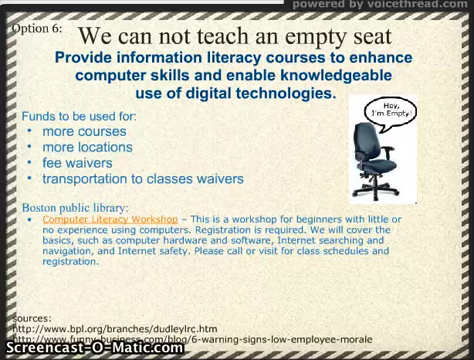 powered by voicethread.com
Option 6:
We can not teach an empty seat
Provide information literacy courses to enhance
computer skills and enable knowledgeable
use of digital technologies.
Funds to be used for:
• more courses
• more locations
• fee waivers
• transportation to classes waivers
Hey,
I'm Empty!
Boston public library:
• Computer Literacy Workshop – This is a workshop for beginners with little or
no experience using computers. Registration is required. We will cover the
basics, such as computer hardware and software, Internet searching and
navigation, and Internet safety. Please call or visit for class schedules and
registration.
sources:
http://www.bpl.org/branches/dudleylrc.htm
http://www.funny-business.com/blog/6-warning-signs-low-employee-morale
Screencast-O-Matic.com